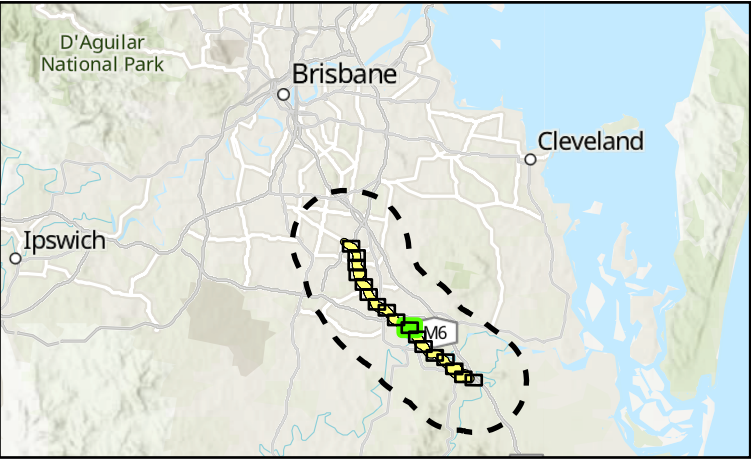 D'Aguilar
National Park
Brisbane
Cleveland
Ipswich
M6